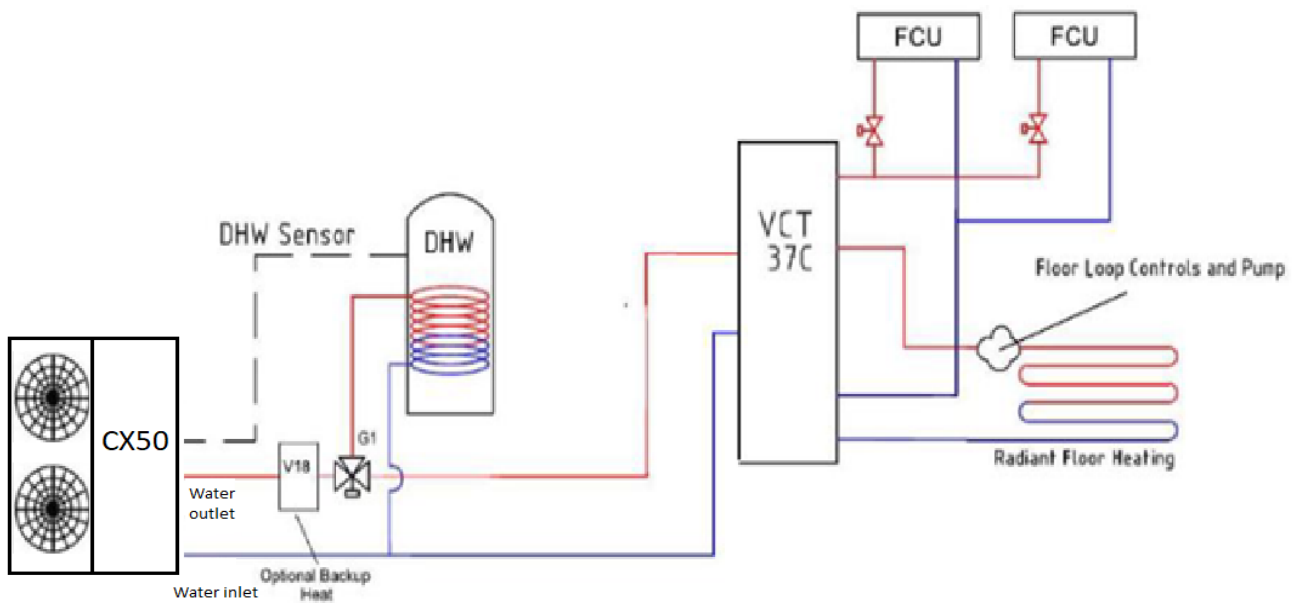 FCU
FCU
VCT
37C
DHW Sensor
DHW
Floor Loop Controls and Pump
CX50
G1
V18
Radiant Floor Heating
Water
outlet
Optional Backup
Heat
Water inlet